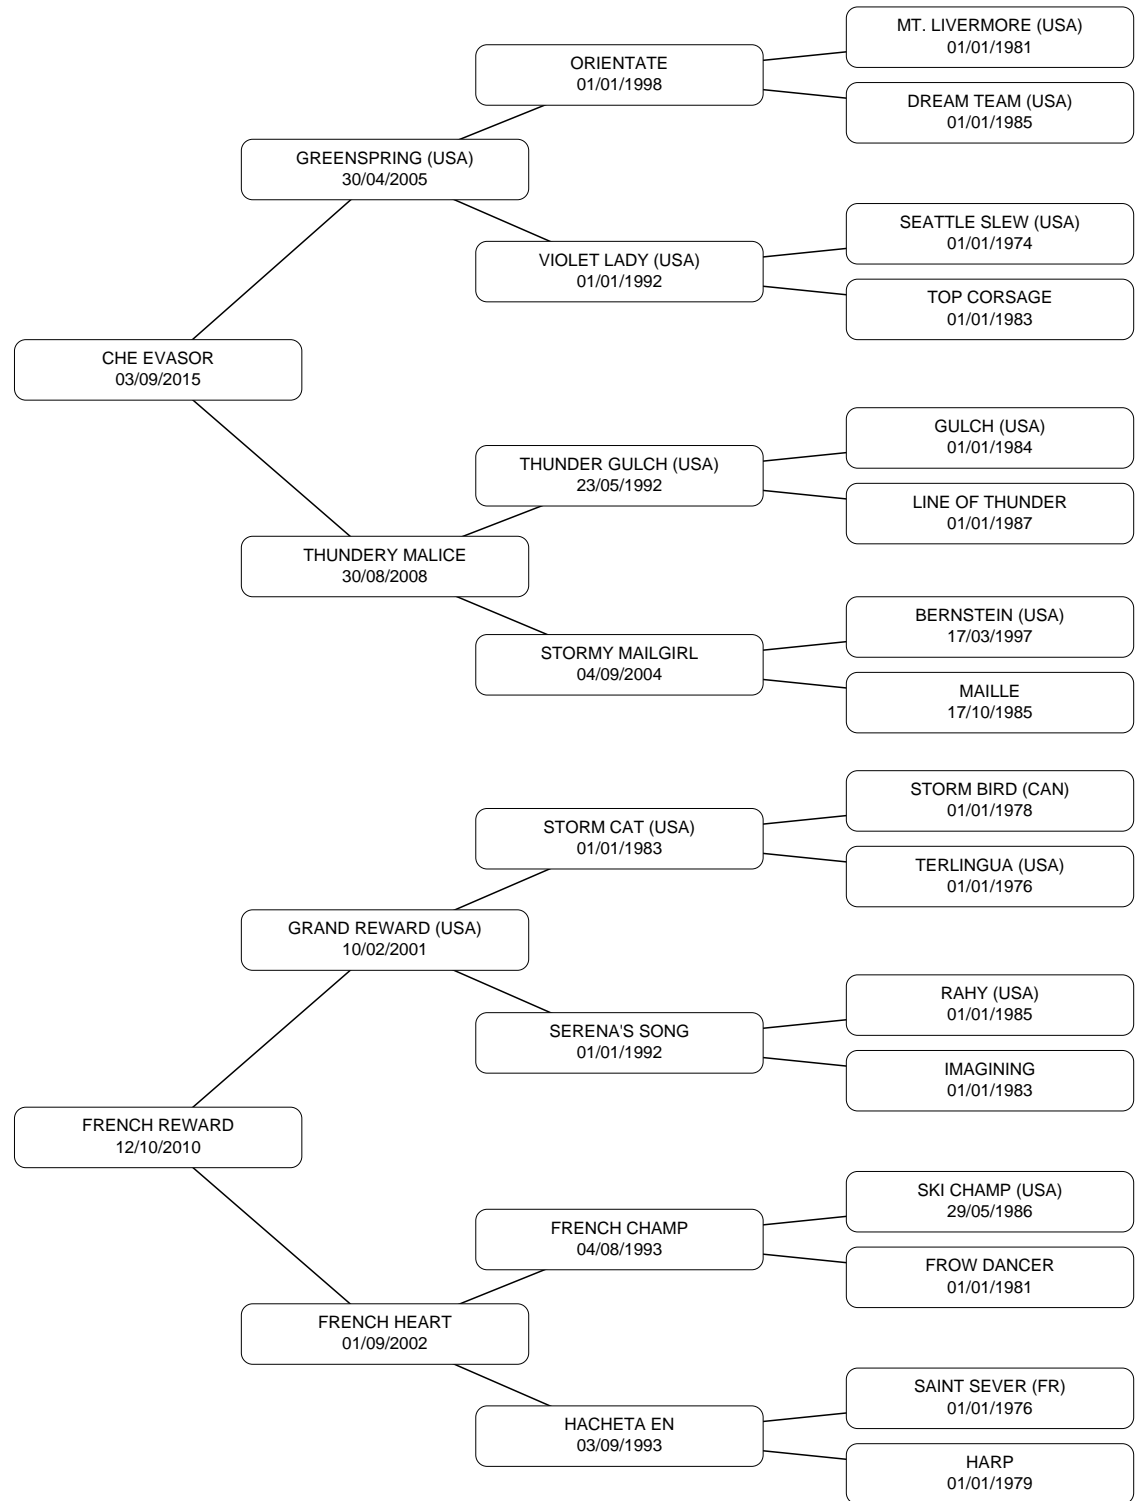 MT. LIVERMORE (USA)
01/01/1981
ORIENTATE
01/01/1998
DREAM TEAM (USA)
01/01/1985
GREENSPRING (USA)
30/04/2005
SEATTLE SLEW (USA)
01/01/1974
VIOLET LADY (USA)
01/01/1992
TOP CORSAGE
01/01/1983
CHE EVASOR
03/09/2015
GULCH (USA)
01/01/1984
THUNDER GULCH (USA)
23/05/1992
LINE OF THUNDER
01/01/1987
THUNDERY MALICE
30/08/2008
BERNSTEIN (USA)
17/03/1997
STORMY MAILGIRL
04/09/2004
MAILLE
17/10/1985
STORM BIRD (CAN)
01/01/1978
STORM CAT (USA)
01/01/1983
TERLINGUA (USA)
01/01/1976
GRAND REWARD (USA)
10/02/2001
RAHY (USA)
01/01/1985
SERENA'S SONG
01/01/1992
IMAGINING
01/01/1983
FRENCH REWARD
12/10/2010
SKI CHAMP (USA)
29/05/1986
FRENCH CHAMP
04/08/1993
FROW DANCER
01/01/1981
FRENCH HEART
01/09/2002
SAINT SEVER (FR)
01/01/1976
HACHETA EN
03/09/1993
HARP
01/01/1979